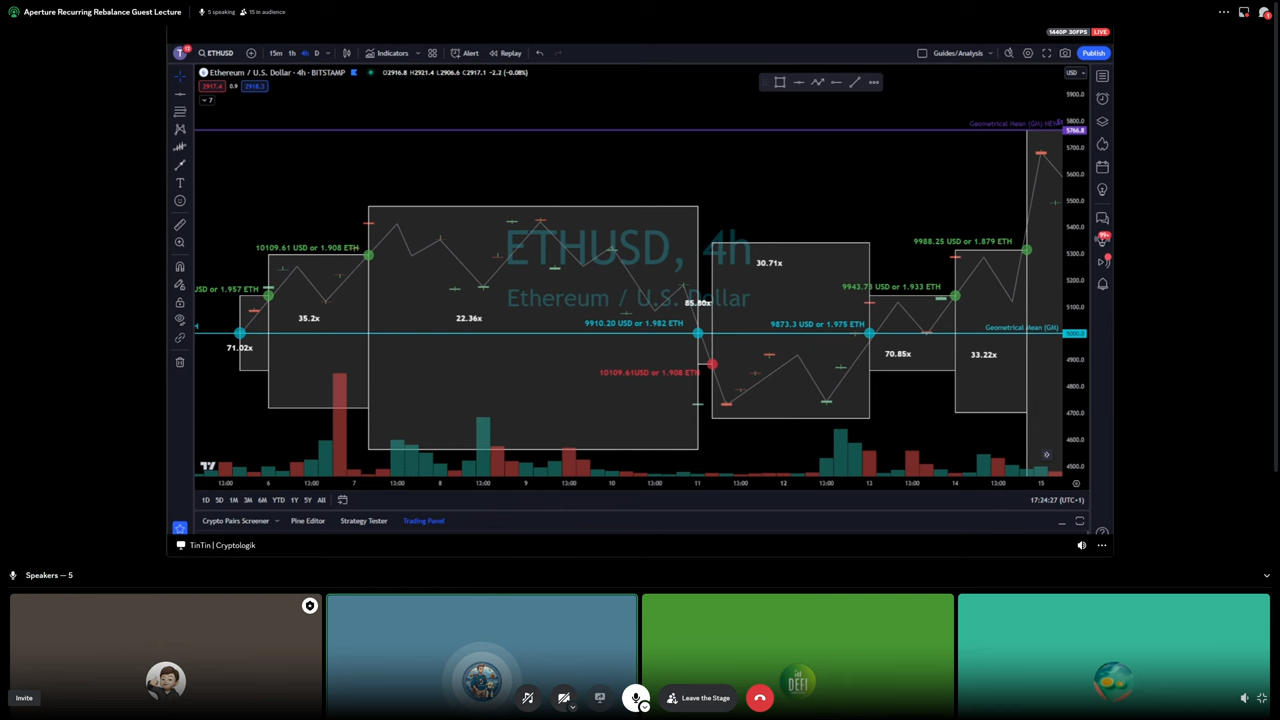 Aperture Recurring Rebalance Guest Lecture
5 speaking
15 in audience
1
1440P 30FPS LIVE
T 12 ETHUSD 15m 1h 4h D Indicators Alert Replay Guides/Analysis Publish
Ethereum / U.S. Dollar · 4h · BITSTAMP O2916.8 H2921.4 L2906.6 C2917.1 -2.2 (-0.08%) USD
2917.4 0.9 2918.3
7
5900.0
5800.0
Geometrical Mean (GM)
5766.8
5700.0
5600.0
5500.0
5400.0
5300.0
5200.0
5100.0
5000.0
4900.0
4800.0
4700.0
4600.0
4500.0
ETHUSD, 4h
Ethereum / U.S. Dollar
9988.25 USD or 1.879 ETH
10109.61 USD or 1.908 ETH
30.71x
USD or 1.957 ETH
9943.73 USD or 1.933 ETH
85.80x
35.2x
22.36x
9910.20 USD or 1.982 ETH
9873.3 USD or 1.975 ETH
Geometrical Mean (GM)
71.02x
70.85x
33.22x
10109.61USD or 1.908 ETH
99+
13:00 6 13:00 7 13:00 8 13:00 9 13:00 10 13:00 11 13:00 12 13:00 13 13:00 14 13:00 15
1D 5D 1M 3M 6M YTD 1Y 5Y All
17:24:27 (UTC+1)
Crypto Pairs Screener Pine Editor Strategy Tester Trading Panel
TinTin | Cryptologik
Speakers — 5
DEFI
Invite
Leave the Stage